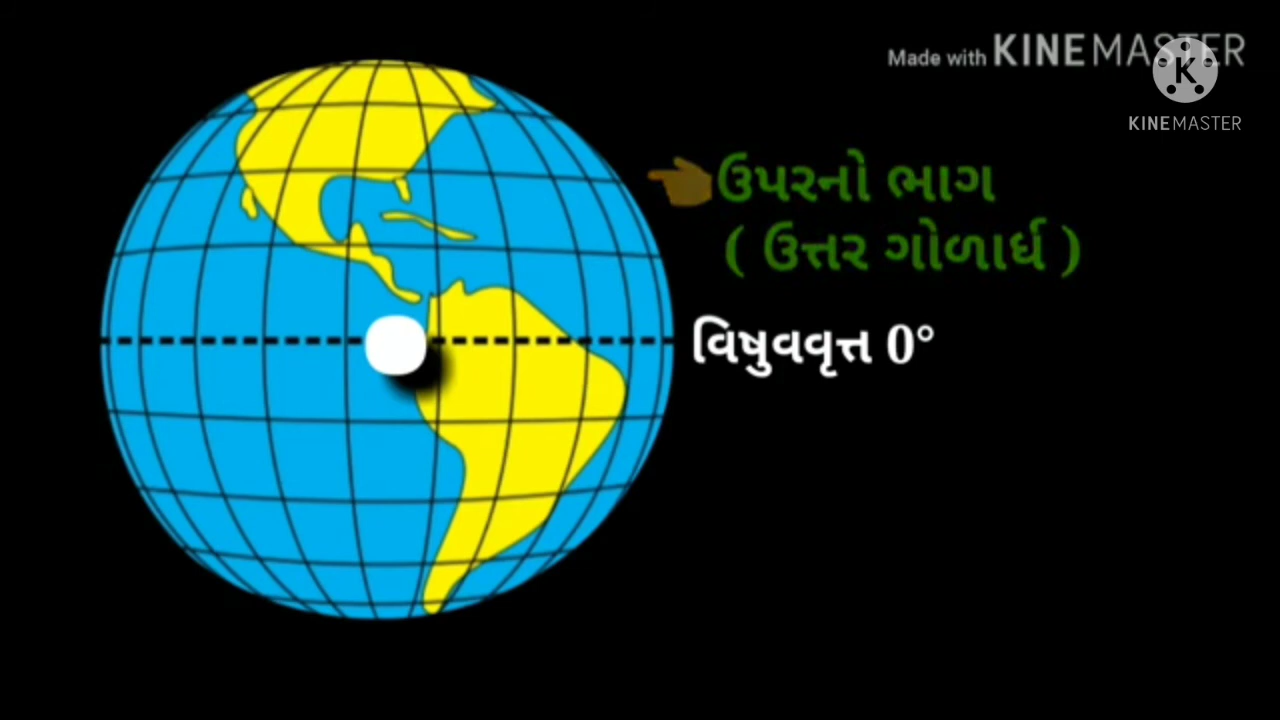 Made with KINEMASTER
K
KINEMASTER
ઉપરનો ભાગ
( ઉત્તર ગોળાર્ધ )
વિષુવવૃત્ત 0°